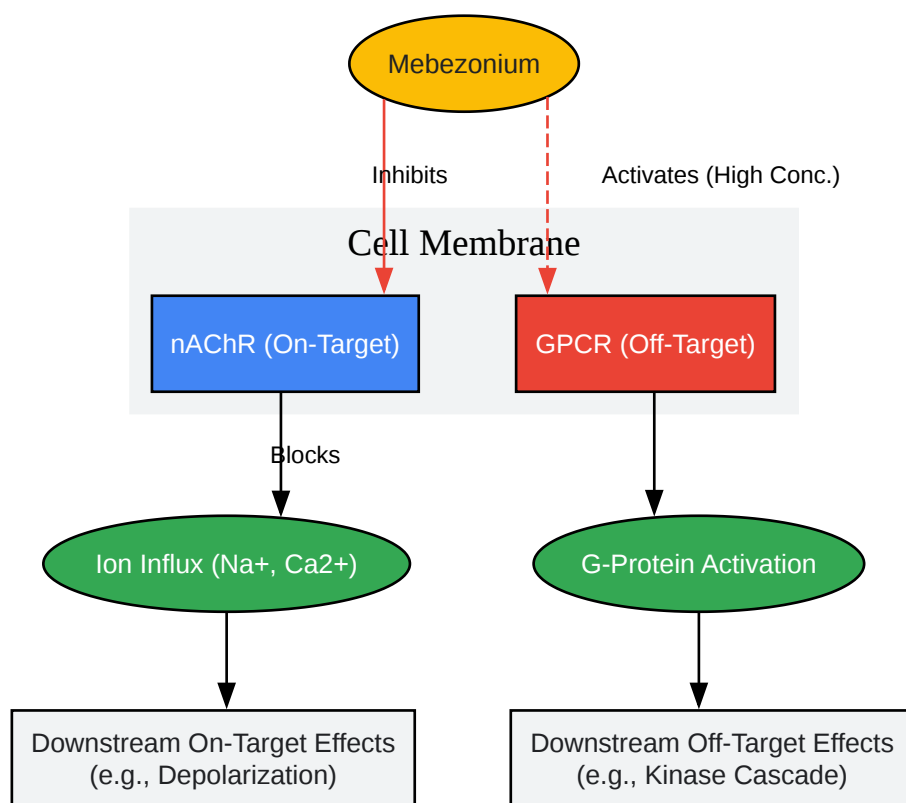 Mebezonium
Inhibits
Activates (High Conc.)
Cell Membrane
nAChR (On-Target)
GPCR (Off-Target)
Blocks
Ion Influx (Na+, Ca2+)
G-Protein Activation
Downstream On-Target Effects
(e.g., Depolarization)
Downstream Off-Target Effects
(e.g., Kinase Cascade)